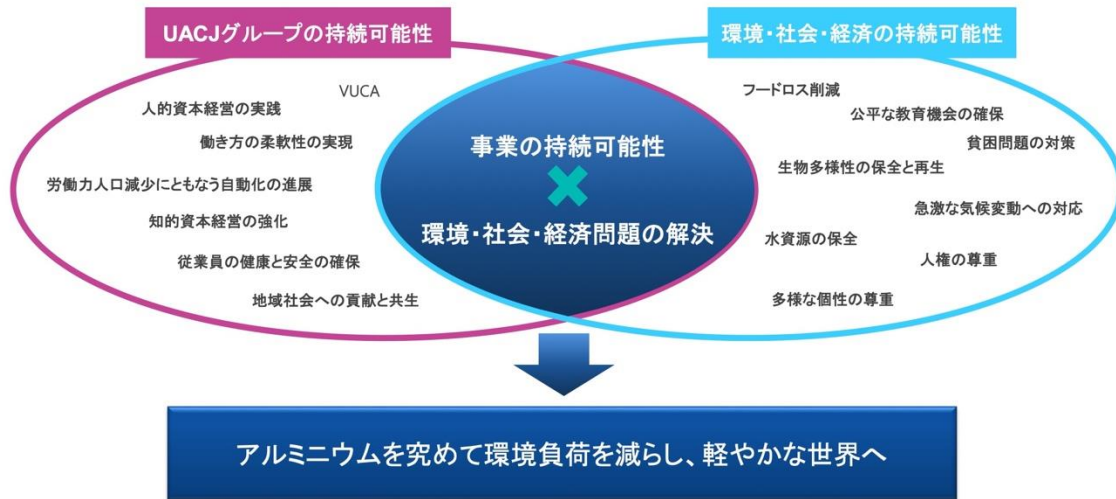 UACJグループの持続可能性
環境・社会・経済の持続可能性
VUCA
人的資本経営の実践
働き方の柔軟性の実現
労働力人口減少にともなう自動化の進展
知的資本経営の強化
従業員の健康と安全の確保
地域社会への貢献と共生
事業の持続可能性
×
環境・社会・経済問題の解決
フードロス削減
公平な教育機会の確保
貧困問題の対策
生物多様性の保全と再生
急激な気候変動への対応
水資源の保全
人権の尊重
多様な個性の尊重
アルミニウムを究めて環境負荷を減らし、軽やかな世界へ